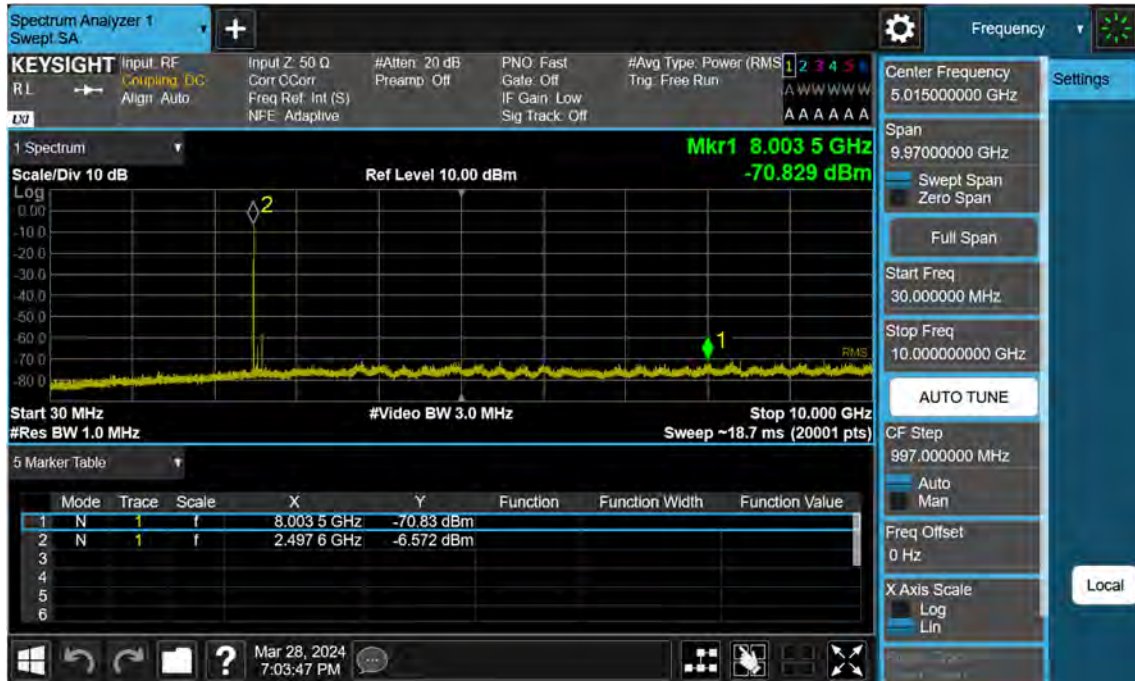 Spectrum Analyzer 1
Swept SA
+
Frequency
KEYSIGHT
RL
LXI
Input: RF
Coupling: DC
Align: Auto
Input Z: 50 Ω
Corr CCorr
Freq Ref: Int (S)
NFE: Adaptive
#Atten: 20 dB
Preamp: Off
PNO: Fast
Gate: Off
IF Gain: Low
Sig Track: Off
#Avg Type: Power (RMS
Trig: Free Run
1 2 3 4 5 6
A W W W W W
A A A A A A
1 Spectrum
Scale/Div 10 dB
Ref Level 10.00 dBm
Mkr1 8.003 5 GHz
-70.829 dBm
Log
0.00
-10.0
-20.0
-30.0
-40.0
-50.0
-60.0
-70.0
-80.0
2
1
RMS
Start 30 MHz
#Video BW 3.0 MHz
Stop 10.000 GHz
#Res BW 1.0 MHz
Sweep ~18.7 ms (20001 pts)
5 Marker Table
Mode Trace Scale X Y Function Function Width Function Value
1 N 1 f 8.003 5 GHz -70.83 dBm
2 N 1 f 2.497 6 GHz -6.572 dBm
3
4
5
6
Mar 28, 2024
7:03:47 PM
Center Frequency
5.015000000 GHz
Span
9.97000000 GHz
Swept Span
Zero Span
Full Span
Start Freq
30.000000 MHz
Stop Freq
10.000000000 GHz
AUTO TUNE
CF Step
997.000000 MHz
Auto
Man
Freq Offset
0 Hz
X Axis Scale
Log
Lin
Settings
Local